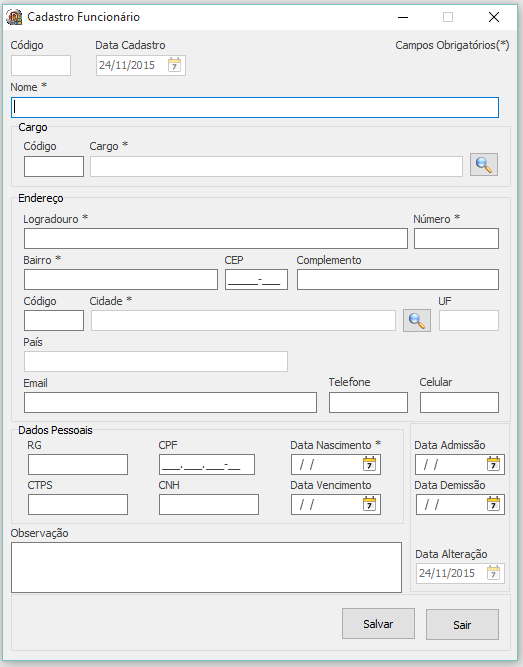 Cadastro Funcionário
Código Data Cadastro Campos Obrigatórios(*)
24/11/2015
Nome *
Cargo
Código Cargo *
Endereço
Logradouro * Número *
Bairro * CEP Complemento
_____-___
Código Cidade * UF
País
Email Telefone Celular
Dados Pessoais
RG CPF Data Nascimento * Data Admissão
___.___.___-__ / / / /
CTPS CNH Data Vencimento Data Demissão
/ / / /
Observação
Data Alteração
24/11/2015
Salvar Sair